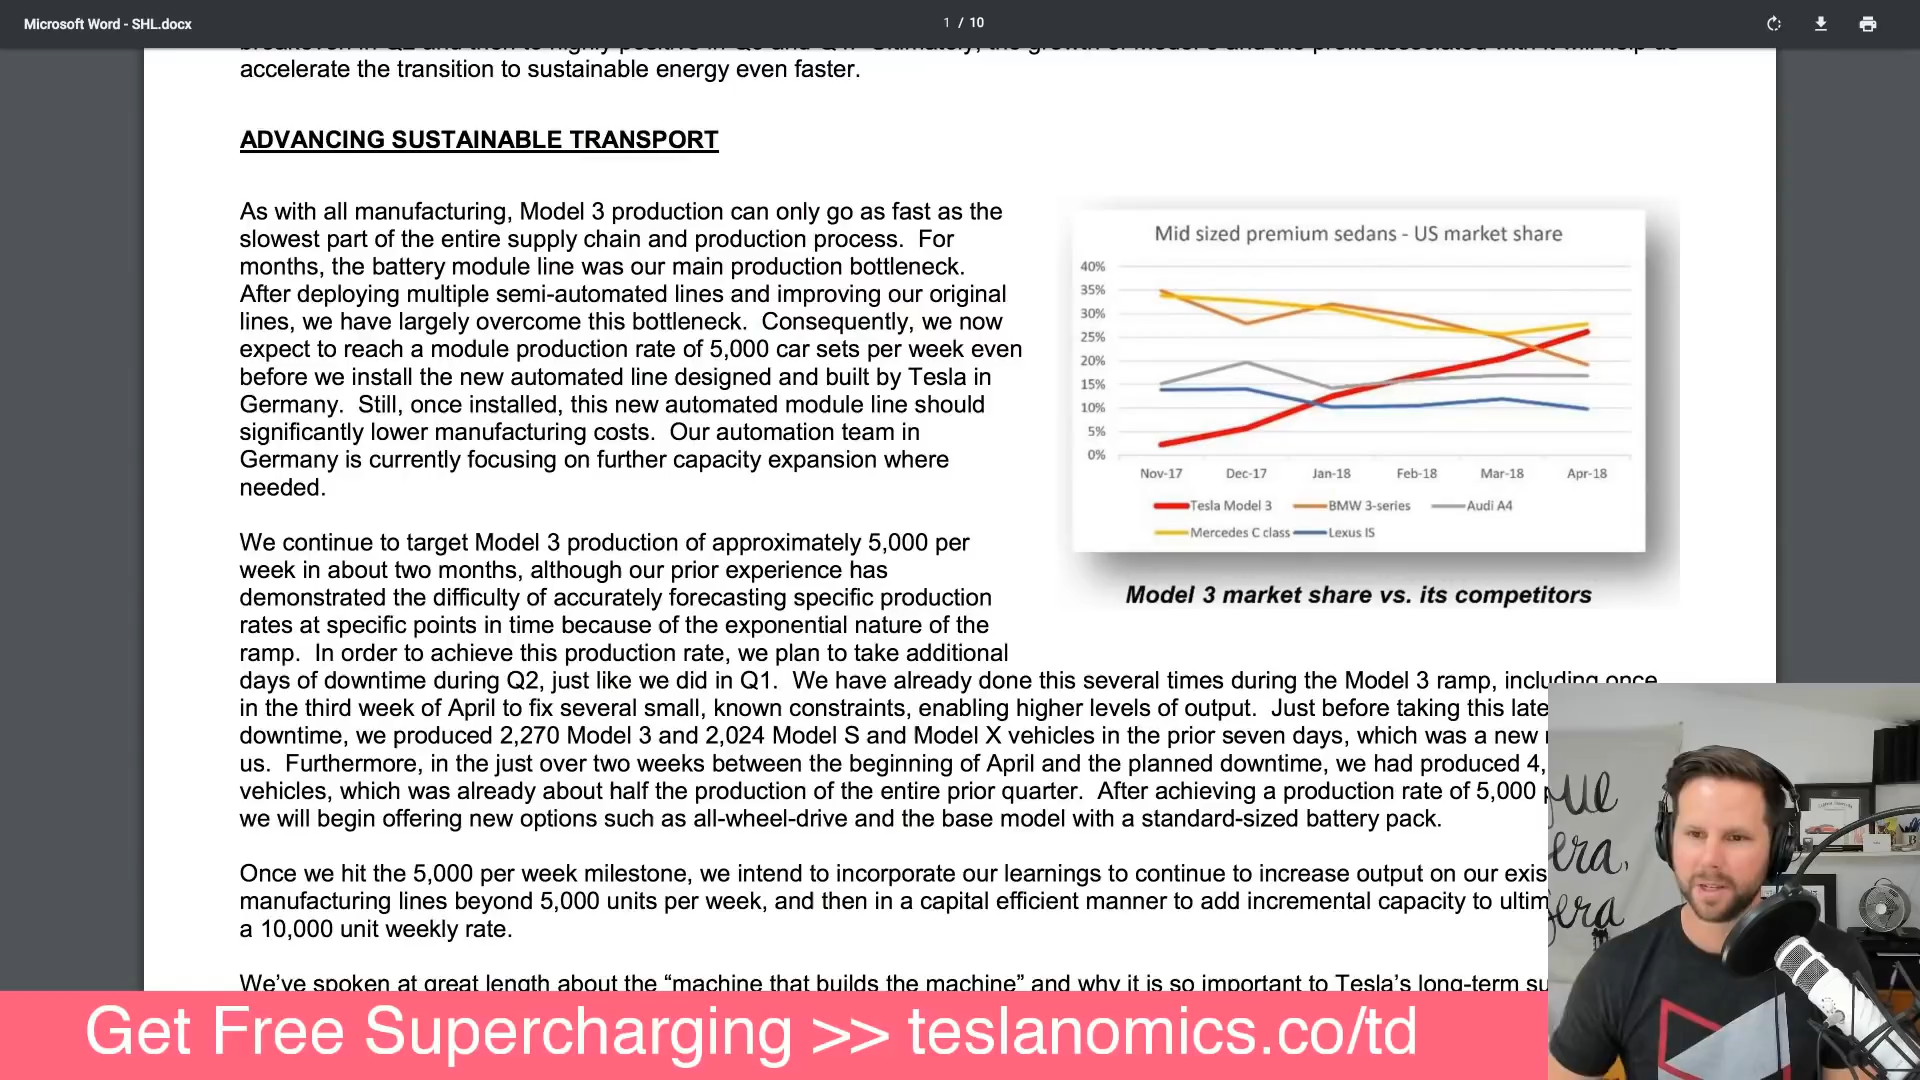 Microsoft Word - SHL.docx
1 / 10
accelerate the transition to sustainable energy even faster.
ADVANCING SUSTAINABLE TRANSPORT
As with all manufacturing, Model 3 production can only go as fast as the
slowest part of the entire supply chain and production process. For
months, the battery module line was our main production bottleneck.
After deploying multiple semi-automated lines and improving our original
lines, we have largely overcome this bottleneck. Consequently, we now
expect to reach a module production rate of 5,000 car sets per week even
before we install the new automated line designed and built by Tesla in
Germany. Still, once installed, this new automated module line should
significantly lower manufacturing costs. Our automation team in
Germany is currently focusing on further capacity expansion where
needed.
Mid sized premium sedans - US market share
40%
35%
30%
25%
20%
15%
10%
5%
0%
Nov-17 Dec-17 Jan-18 Feb-18 Mar-18 Apr-18
Tesla Model 3 BMW 3-series Audi A4
Mercedes C class Lexus IS
Model 3 market share vs. its competitors
We continue to target Model 3 production of approximately 5,000 per
week in about two months, although our prior experience has
demonstrated the difficulty of accurately forecasting specific production
rates at specific points in time because of the exponential nature of the
ramp. In order to achieve this production rate, we plan to take additional
days of downtime during Q2, just like we did in Q1. We have already done this several times during the Model 3 ramp, including once
in the third week of April to fix several small, known constraints, enabling higher levels of output. Just before taking this late
downtime, we produced 2,270 Model 3 and 2,024 Model S and Model X vehicles in the prior seven days, which was a new
us. Furthermore, in the just over two weeks between the beginning of April and the planned downtime, we had produced 4,
vehicles, which was already about half the production of the entire prior quarter. After achieving a production rate of 5,000
we will begin offering new options such as all-wheel-drive and the base model with a standard-sized battery pack.
Once we hit the 5,000 per week milestone, we intend to incorporate our learnings to continue to increase output on our exis
manufacturing lines beyond 5,000 units per week, and then in a capital efficient manner to add incremental capacity to ultim
a 10,000 unit weekly rate.
We've spoken at great length about the “machine that builds the machine” and why it is so important to Tesla's long-term su
Get Free Supercharging >> teslanomics.co/td